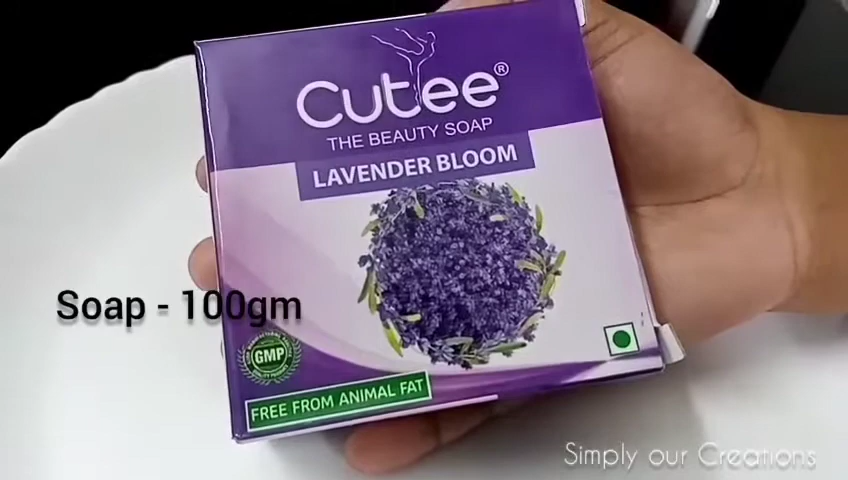 Cutee®
THE BEAUTY SOAP
LAVENDER BLOOM
Soap - 100gm
GMP
FREE FROM ANIMAL FAT
Simply our Creations